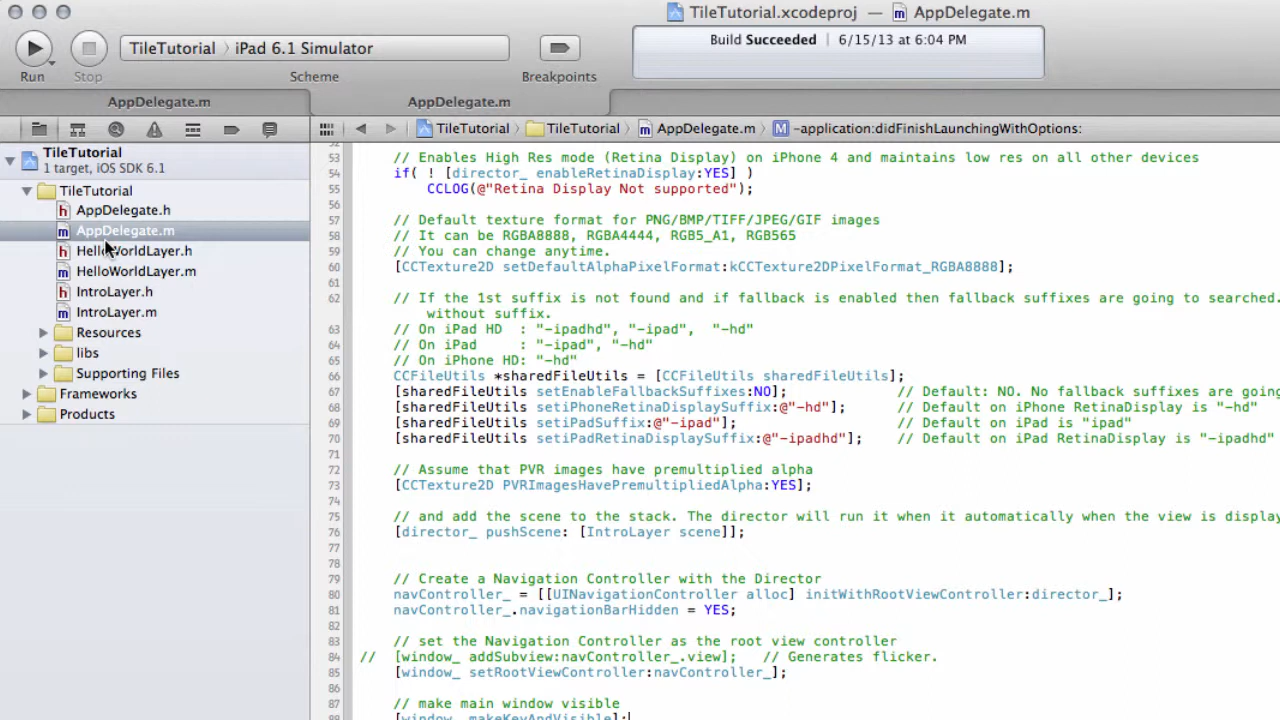 TileTutorial.xcodeproj — AppDelegate.m
TileTutorial 〉 iPad 6.1 Simulator
Build Succeeded | 6/15/13 at 6:04 PM
Run Stop Scheme Breakpoints
AppDelegate.m AppDelegate.m
TileTutorial 〉 TileTutorial 〉 AppDelegate.m 〉 M -application:didFinishLaunchingWithOptions:
TileTutorial
1 target, iOS SDK 6.1
TileTutorial
h AppDelegate.h
m AppDelegate.m
h HelloWorldLayer.h
m HelloWorldLayer.m
h IntroLayer.h
m IntroLayer.m
Resources
libs
Supporting Files
Frameworks
Products
52
53 // Enables High Res mode (Retina Display) on iPhone 4 and maintains low res on all other devices
54 if( ! [director_ enableRetinaDisplay:YES] )
55 CCLOG(@"Retina Display Not supported");
56
57 // Default texture format for PNG/BMP/TIFF/JPEG/GIF images
58 // It can be RGBA8888, RGBA4444, RGB5_A1, RGB565
59 // You can change anytime.
60 [CCTexture2D setDefaultAlphaPixelFormat:kCCTexture2DPixelFormat_RGBA8888];
61
62 // If the 1st suffix is not found and if fallback is enabled then fallback suffixes are going to searched.
without suffix.
63 // On iPad HD : "-ipadhd", "-ipad", "-hd"
64 // On iPad : "-ipad", "-hd"
65 // On iPhone HD: "-hd"
66 CCFileUtils *sharedFileUtils = [CCFileUtils sharedFileUtils];
67 [sharedFileUtils setEnableFallbackSuffixes:NO]; // Default: NO. No fallback suffixes are going
68 [sharedFileUtils setiPhoneRetinaDisplaySuffix:@"-hd"]; // Default on iPhone RetinaDisplay is "-hd"
69 [sharedFileUtils setiPadSuffix:@"-ipad"]; // Default on iPad is "ipad"
70 [sharedFileUtils setiPadRetinaDisplaySuffix:@"-ipadhd"]; // Default on iPad RetinaDisplay is "-ipadhd"
71
72 // Assume that PVR images have premultiplied alpha
73 [CCTexture2D PVRImagesHavePremultipliedAlpha:YES];
74
75 // and add the scene to the stack. The director will run it when it automatically when the view is display
76 [director_ pushScene: [IntroLayer scene]];
77
78
79 // Create a Navigation Controller with the Director
80 navController_ = [[UINavigationController alloc] initWithRootViewController:director_];
81 navController_.navigationBarHidden = YES;
82
83 // set the Navigation Controller as the root view controller
84 // [window_ addSubview:navController_.view]; // Generates flicker.
85 [window_ setRootViewController:navController_];
86
87 // make main window visible
88 [window_ makeKeyAndVisible];